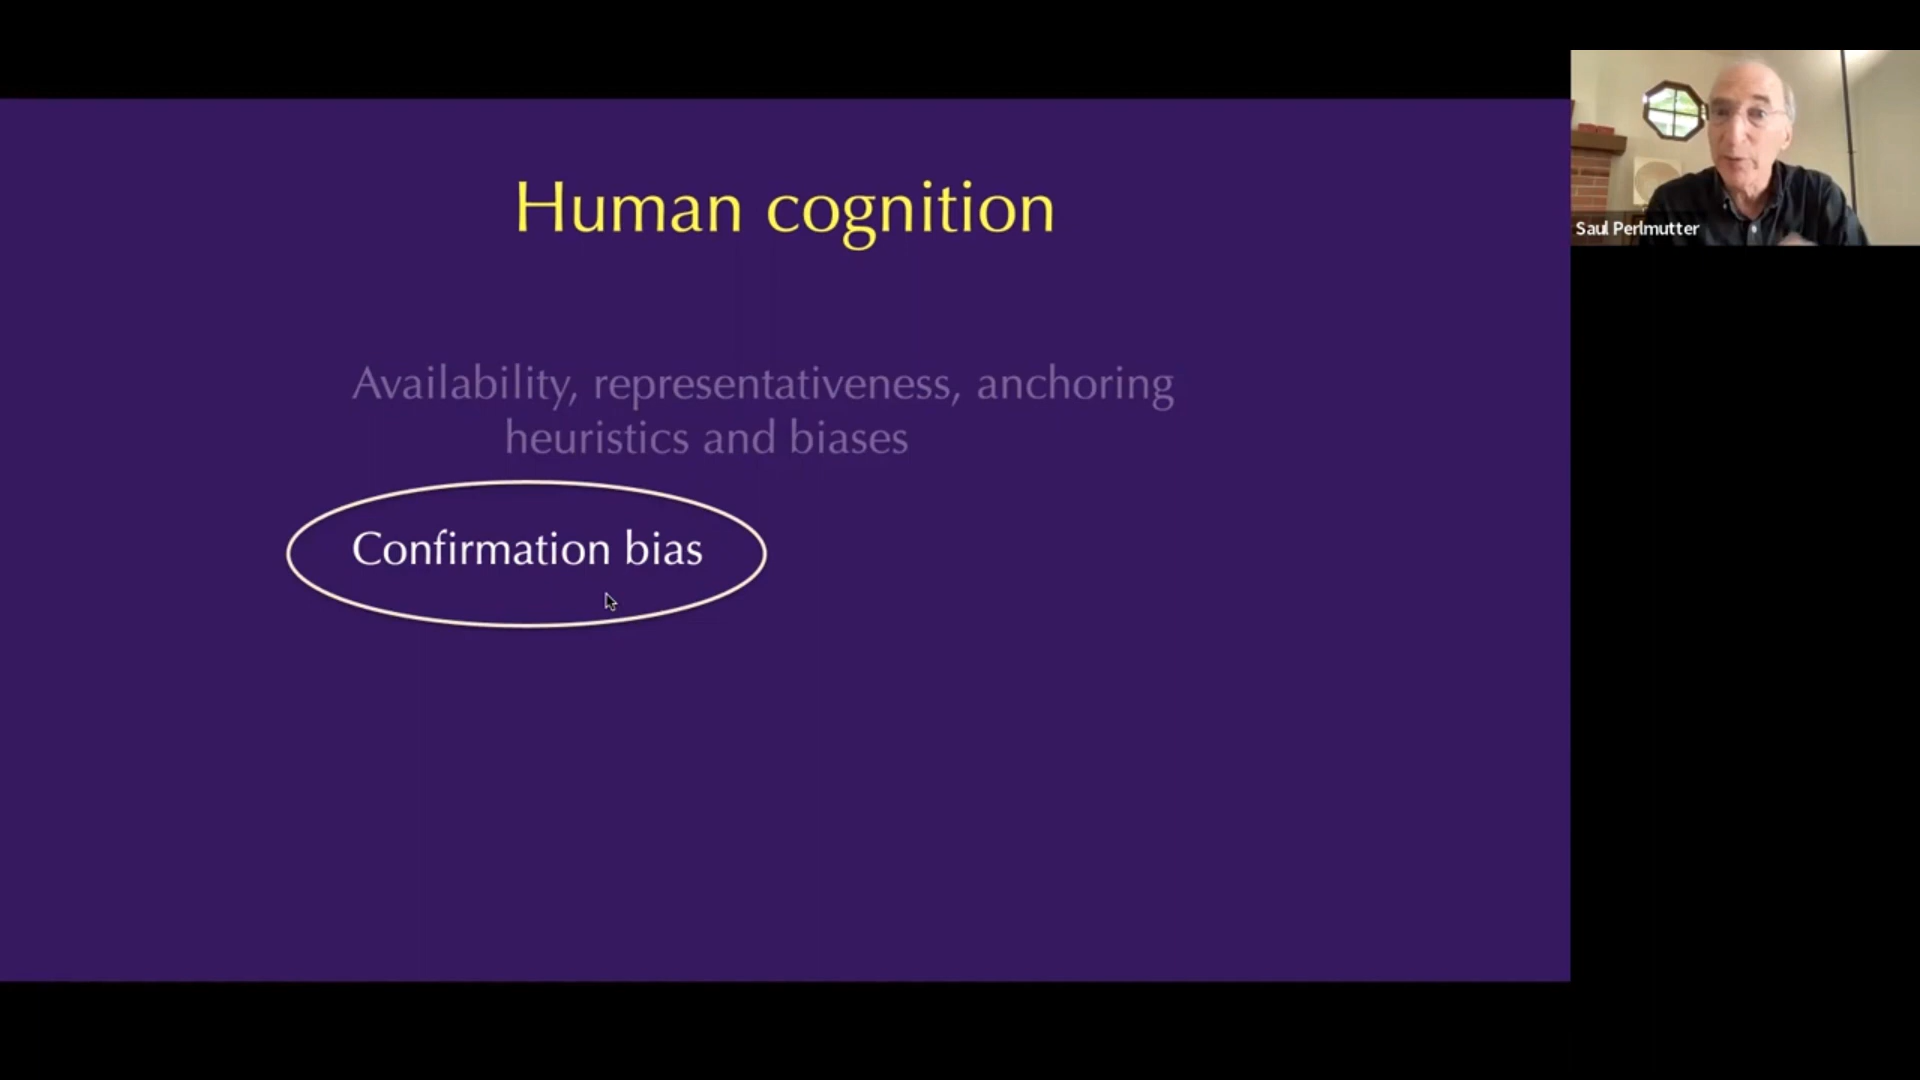 Human cognition
Availability, representativeness, anchoring
heuristics and biases
Confirmation bias
Saul Perlmutter